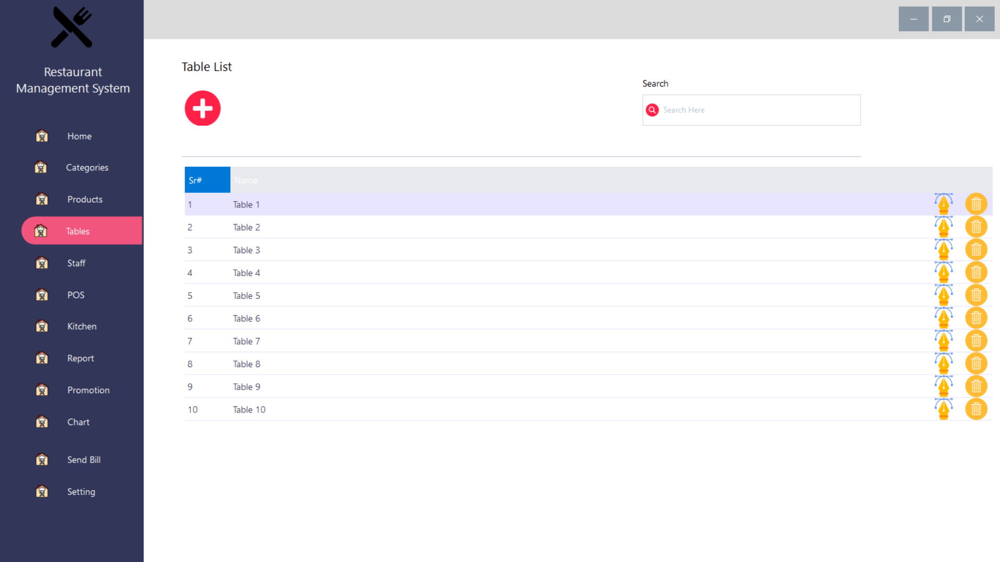 Restaurant
Management System
Home
Categories
Products
Tables
Staff
POS
Kitchen
Report
Promotion
Chart
Send Bill
Setting
Table List
Search
Search Here
Sr# Name
1 Table 1
2 Table 2
3 Table 3
4 Table 4
5 Table 5
6 Table 6
7 Table 7
8 Table 8
9 Table 9
10 Table 10